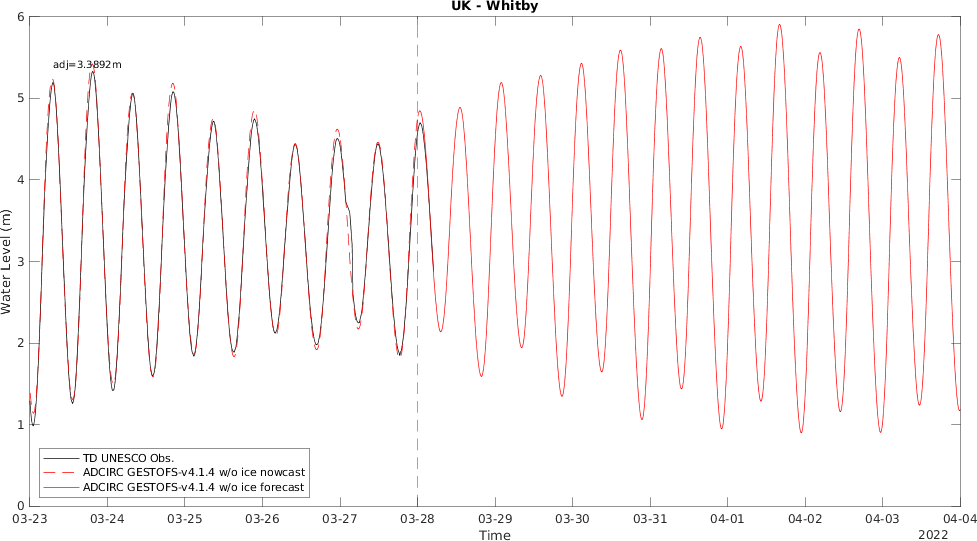 UK - Whitby
adj=3.3892m
6
5
4
3
2
1
0
Water Level (m)
TD UNESCO Obs.
ADCIRC GESTOFS-v4.1.4 w/o ice nowcast
ADCIRC GESTOFS-v4.1.4 w/o ice forecast
03-23 03-24 03-25 03-26 03-27 03-28 03-29 03-30 03-31 04-01 04-02 04-03 04-04
Time
2022